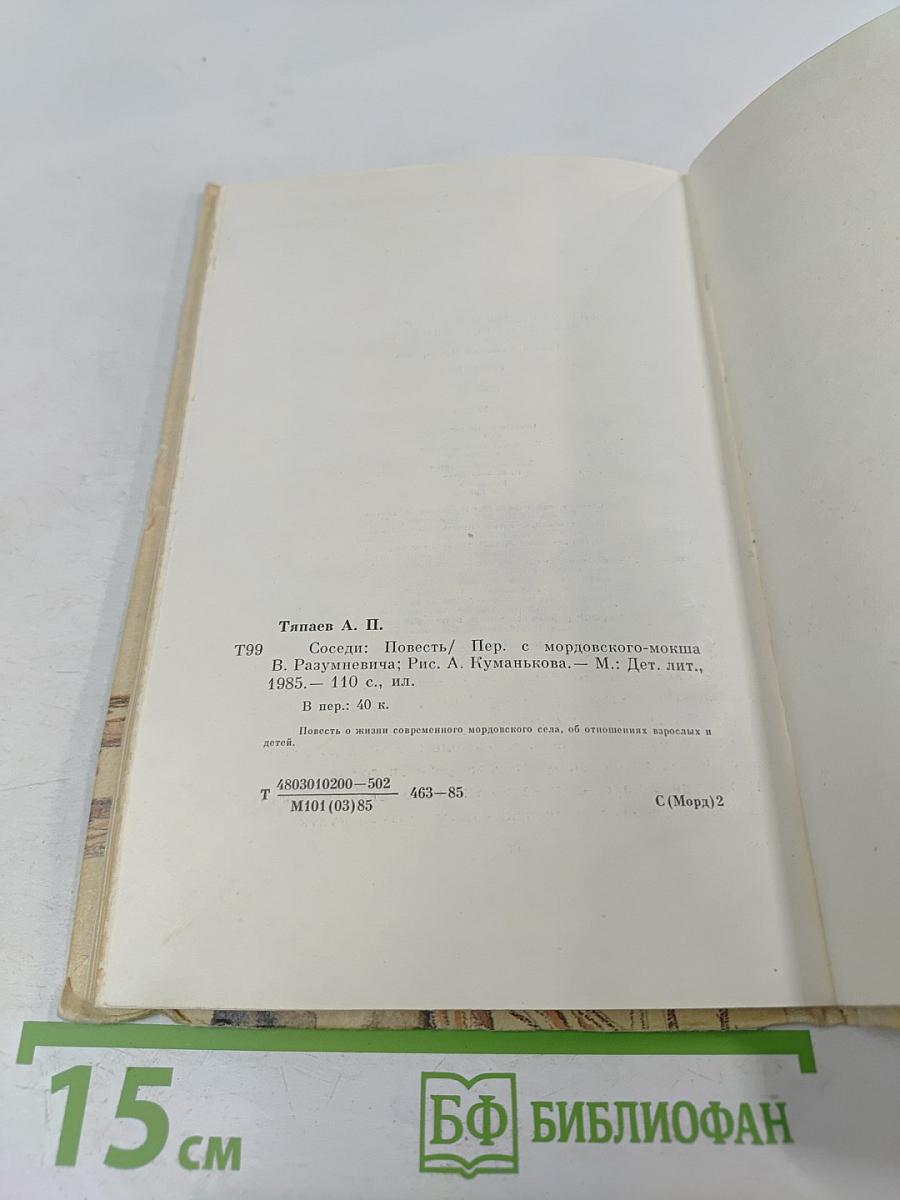 Тяпаев А. П.
Т99 Соседи: Повесть/ Пер. с мордовского-мокша
В. Разумневича; Рис. А. Куманькова.— М.: Дет. лит.,
1985.— 110 с., ил.
В пер.: 40 к.
Повесть о жизни современного мордовского села, об отношениях взрослых и
детей.
4803010200—502
Т 463—85
М101(03)85
С(Морд)2
15 см
БФ БИБЛИОФАН